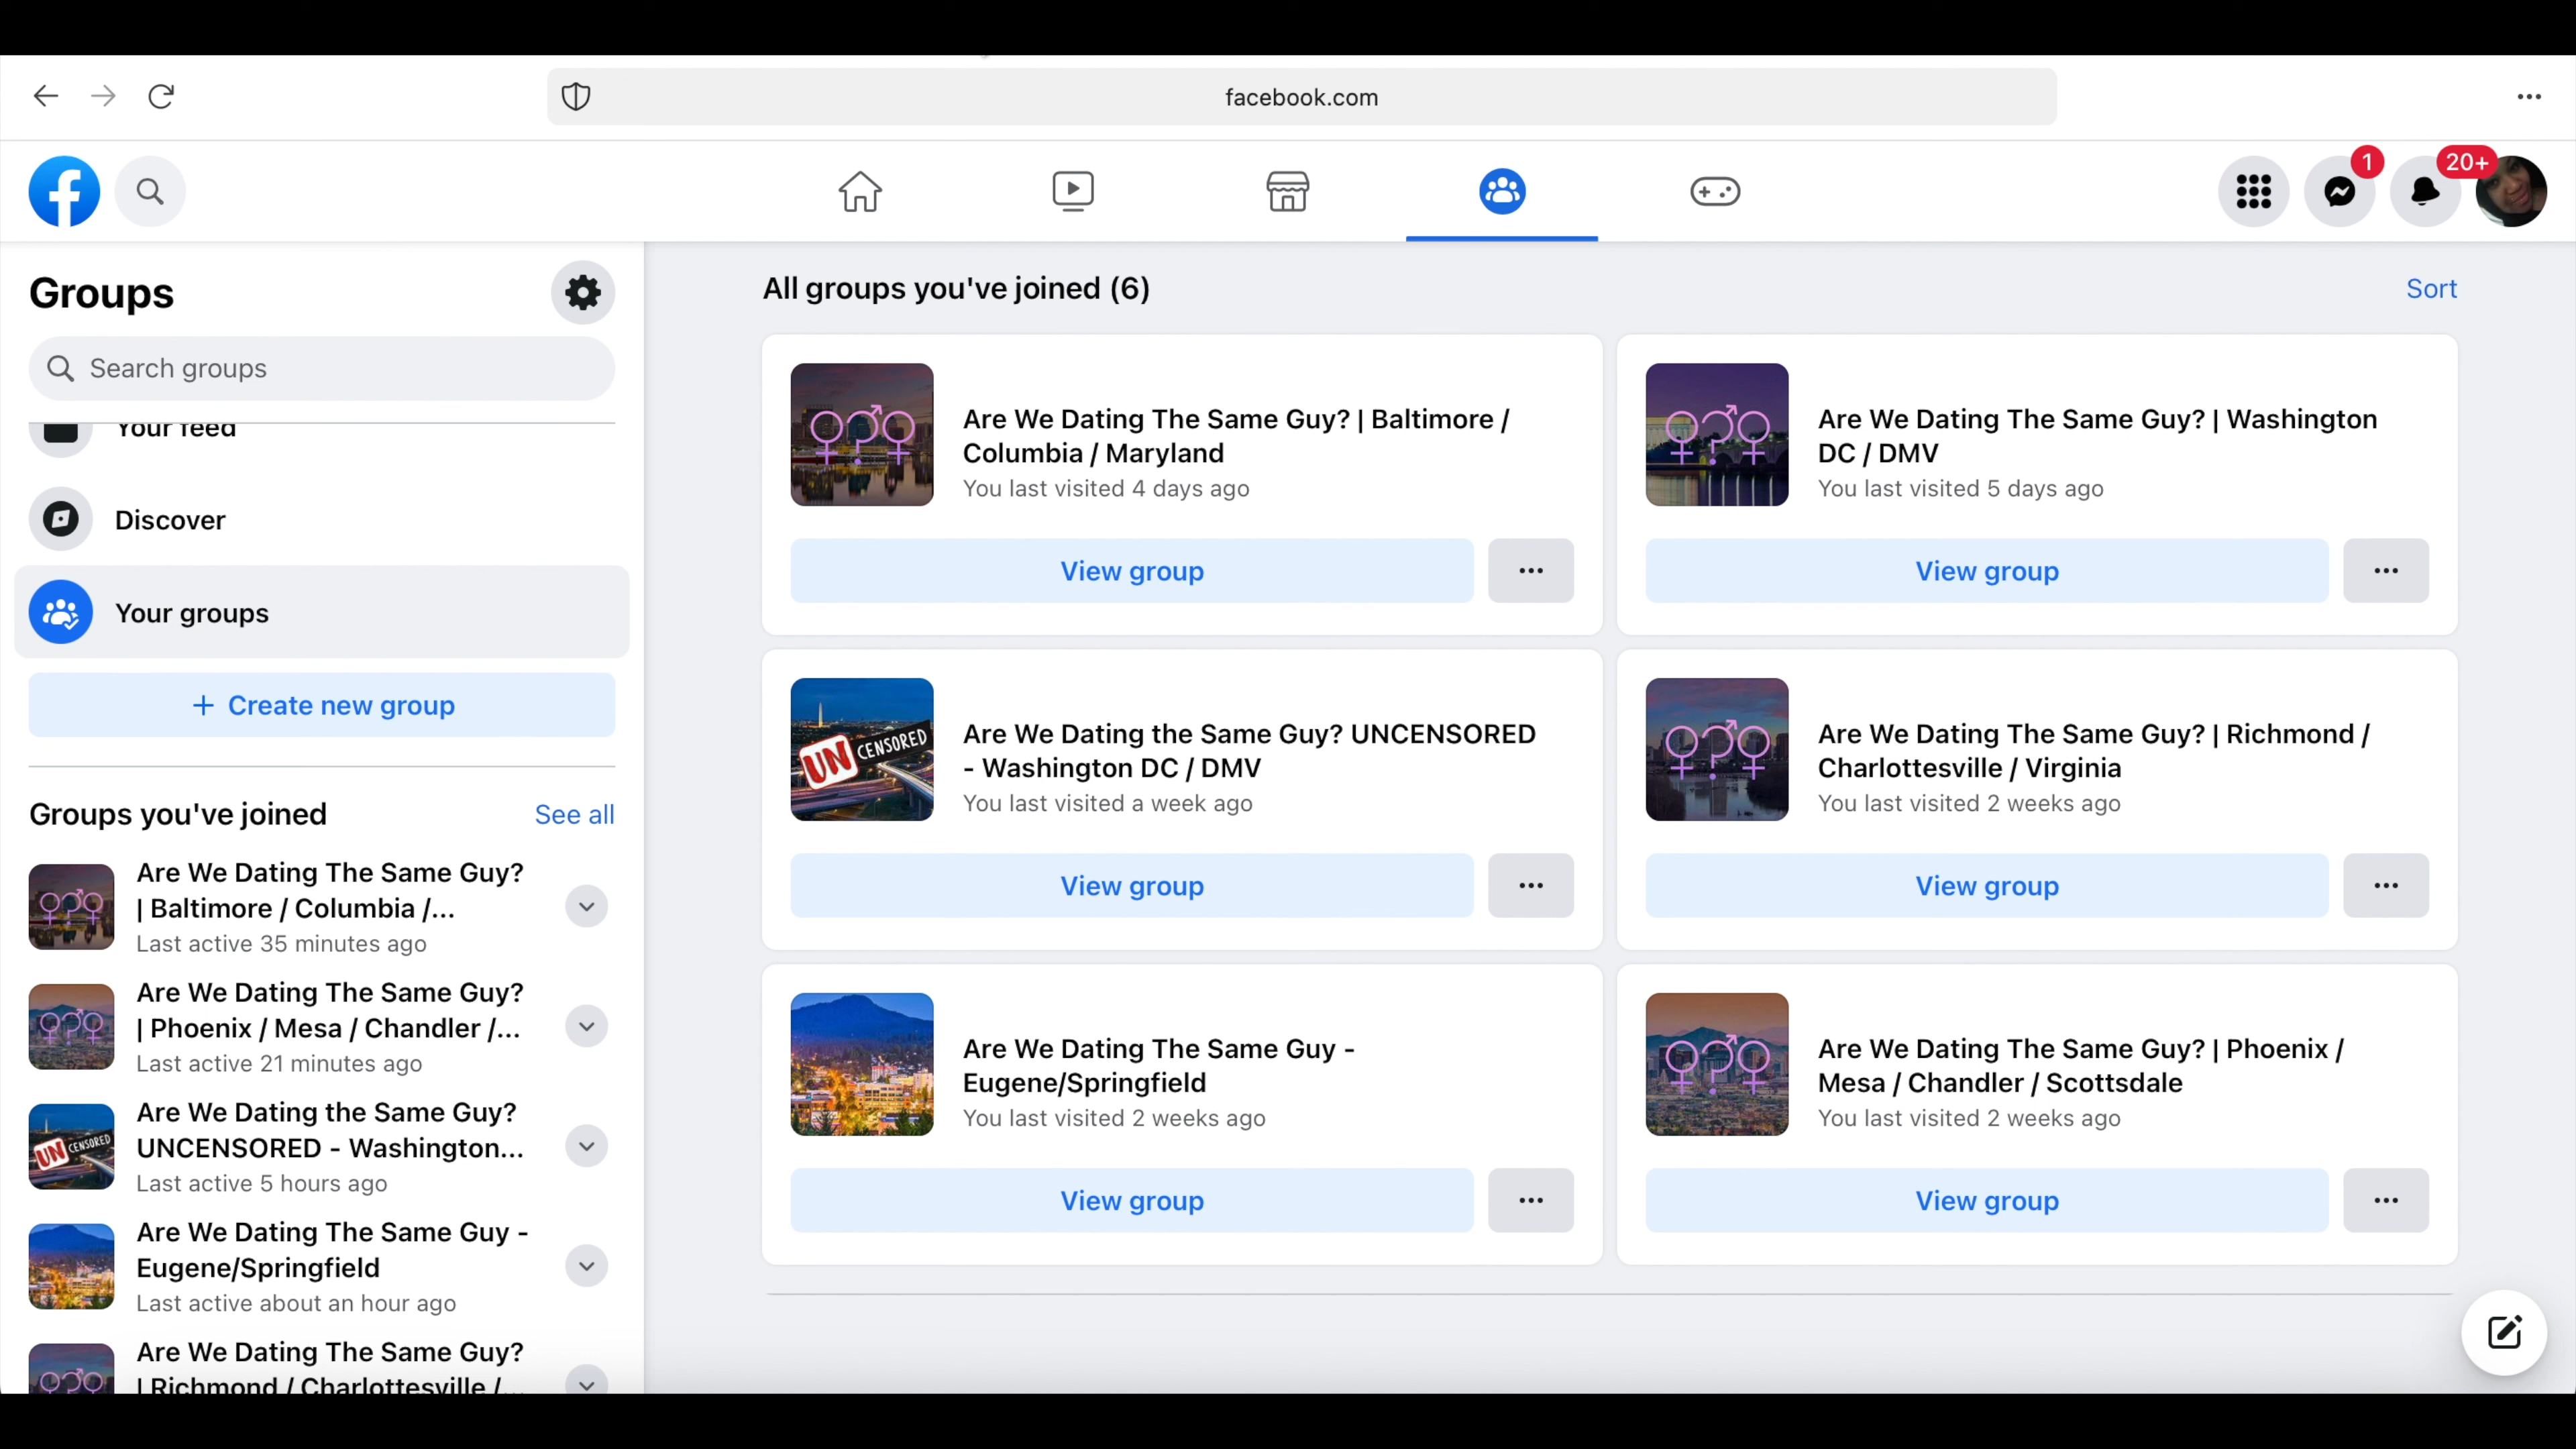 facebook.com
1
20+
Groups
Search groups
Your feed
Discover
Your groups
+ Create new group
Groups you've joined
See all
Are We Dating The Same Guy?
| Baltimore / Columbia /...
Last active 35 minutes ago
Are We Dating The Same Guy?
| Phoenix / Mesa / Chandler /...
Last active 21 minutes ago
UN CENSORED
Are We Dating the Same Guy?
UNCENSORED - Washington...
Last active 5 hours ago
Are We Dating The Same Guy -
Eugene/Springfield
Last active about an hour ago
Are We Dating The Same Guy?
| Richmond / Charlottesville /...
All groups you've joined (6)
Sort
Are We Dating The Same Guy? | Baltimore /
Columbia / Maryland
You last visited 4 days ago
View group
Are We Dating The Same Guy? | Washington
DC / DMV
You last visited 5 days ago
View group
UN CENSORED
Are We Dating the Same Guy? UNCENSORED
- Washington DC / DMV
You last visited a week ago
View group
Are We Dating The Same Guy? | Richmond /
Charlottesville / Virginia
You last visited 2 weeks ago
View group
Are We Dating The Same Guy -
Eugene/Springfield
You last visited 2 weeks ago
View group
Are We Dating The Same Guy? | Phoenix /
Mesa / Chandler / Scottsdale
You last visited 2 weeks ago
View group